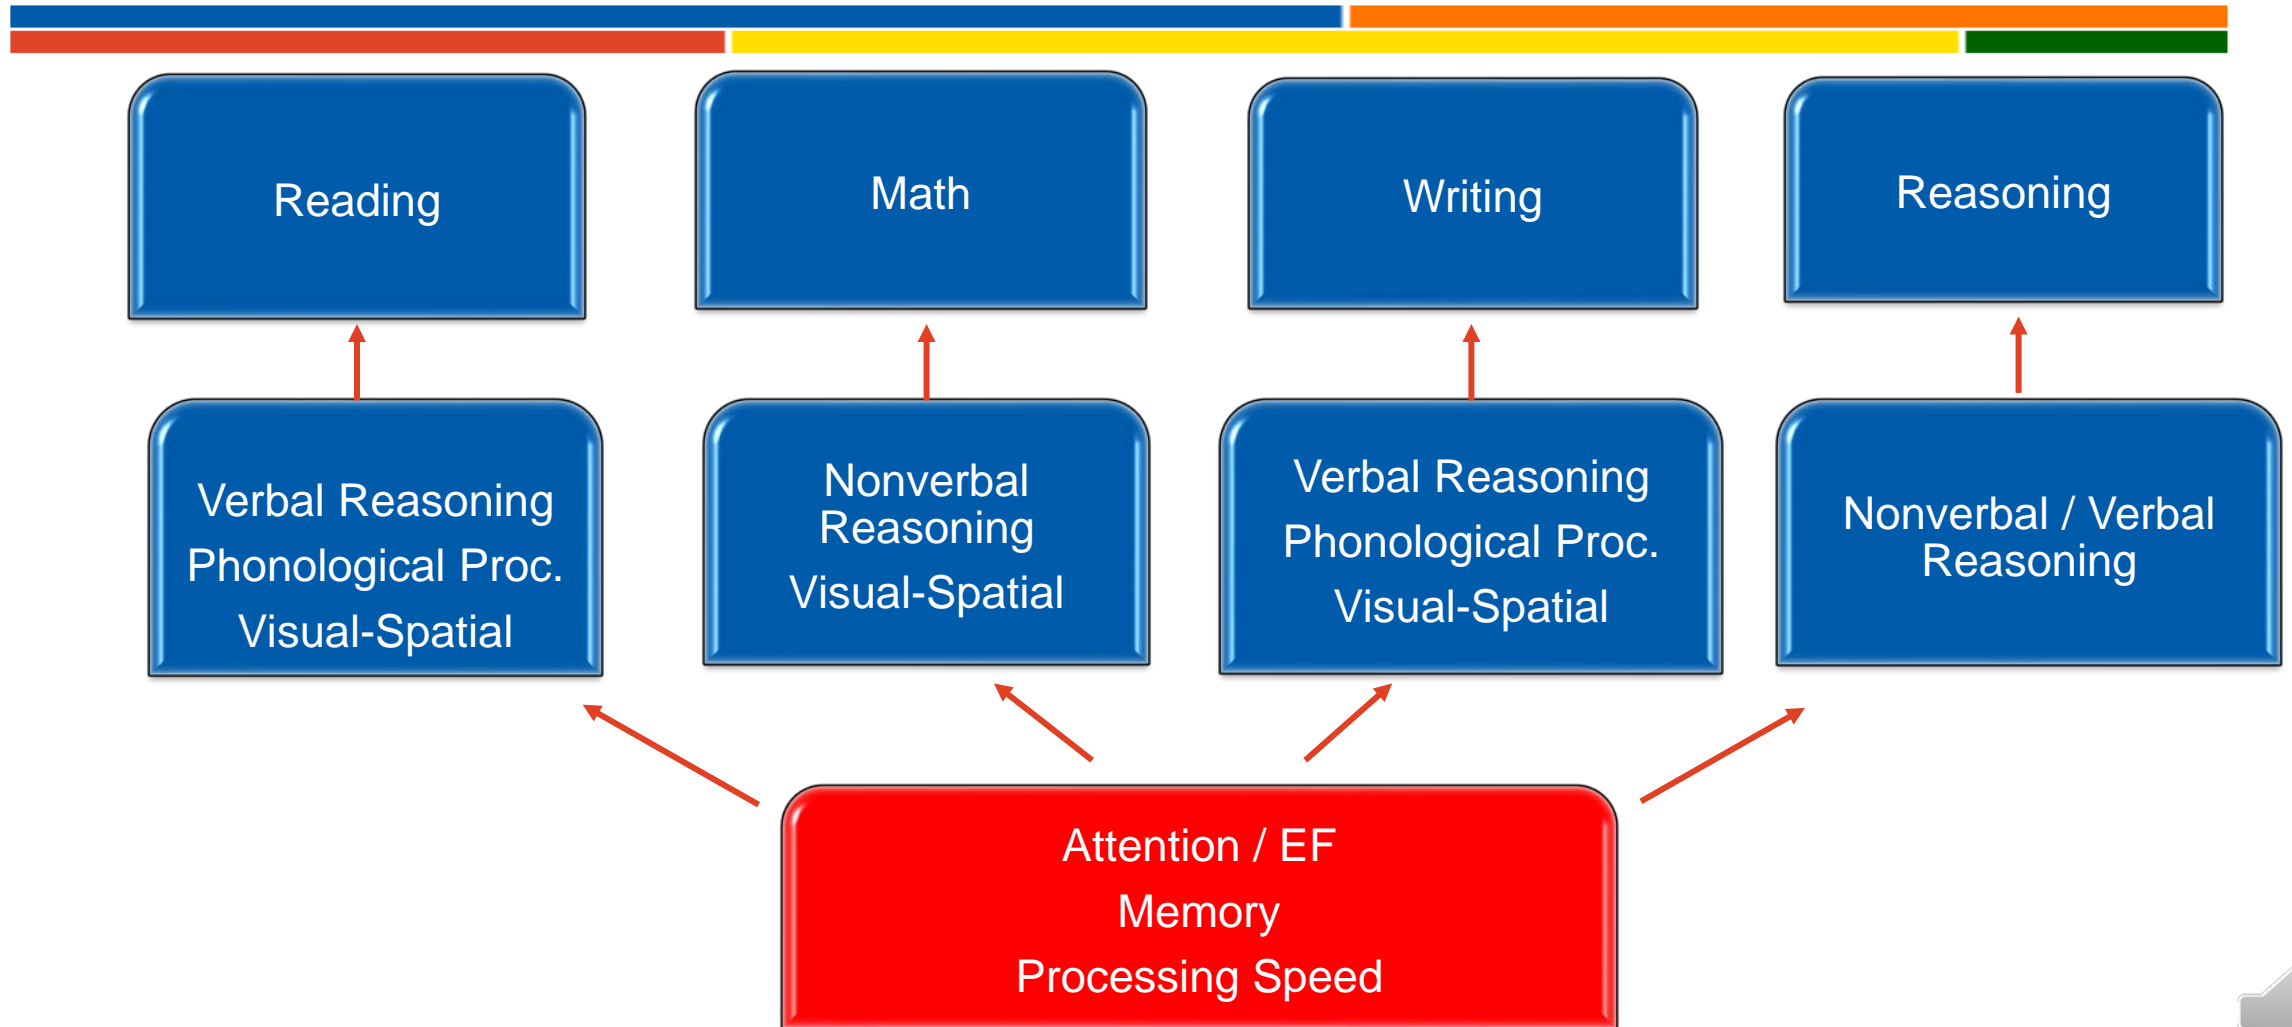 Reading
Math
Writing
Reasoning
Verbal Reasoning
Phonological Proc.
Visual-Spatial
Nonverbal
Reasoning
Visual-Spatial
Verbal Reasoning
Phonological Proc.
Visual-Spatial
Nonverbal / Verbal
Reasoning
Attention / EF
Memory
Processing Speed